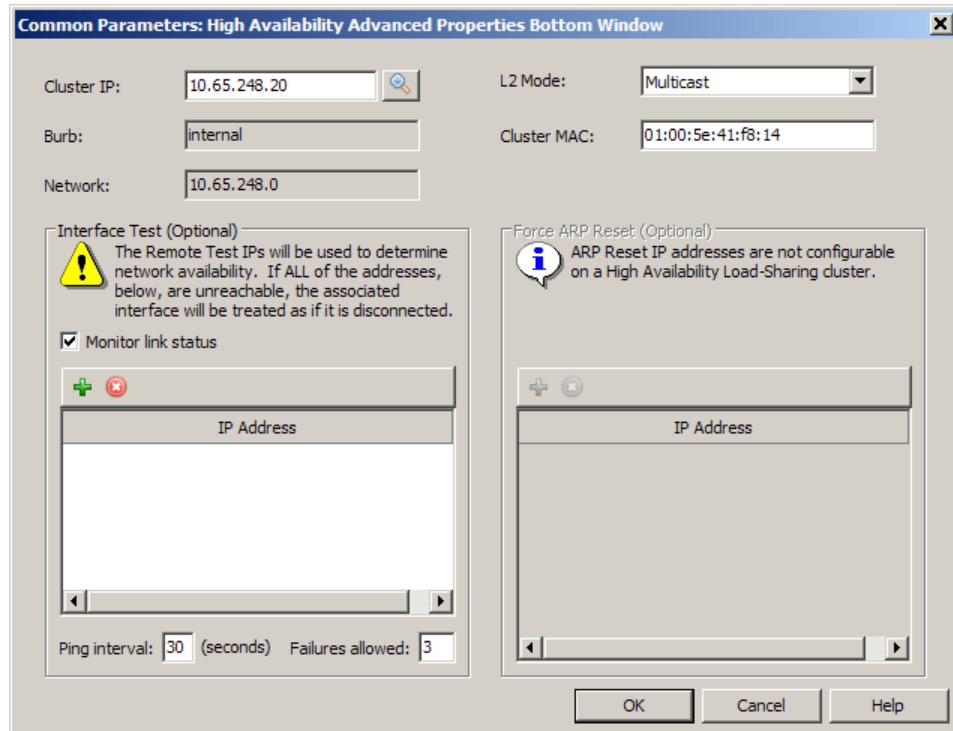 Common Parameters: High Availability Advanced Properties Bottom Window
Cluster IP: 10.65.248.20
L2 Mode: Multicast
Burb: internal
Cluster MAC: 01:00:5e:41:f8:14
Network: 10.65.248.0
Interface Test (Optional)
The Remote Test IPs will be used to determine
network availability. If ALL of the addresses,
below, are unreachable, the associated
interface will be treated as if it is disconnected.
Monitor link status
IP Address
Ping interval: 30 (seconds) Failures allowed: 3
Force ARP Reset (Optional)
ARP Reset IP addresses are not configurable
on a High Availability Load-Sharing cluster.
IP Address
OK Cancel Help